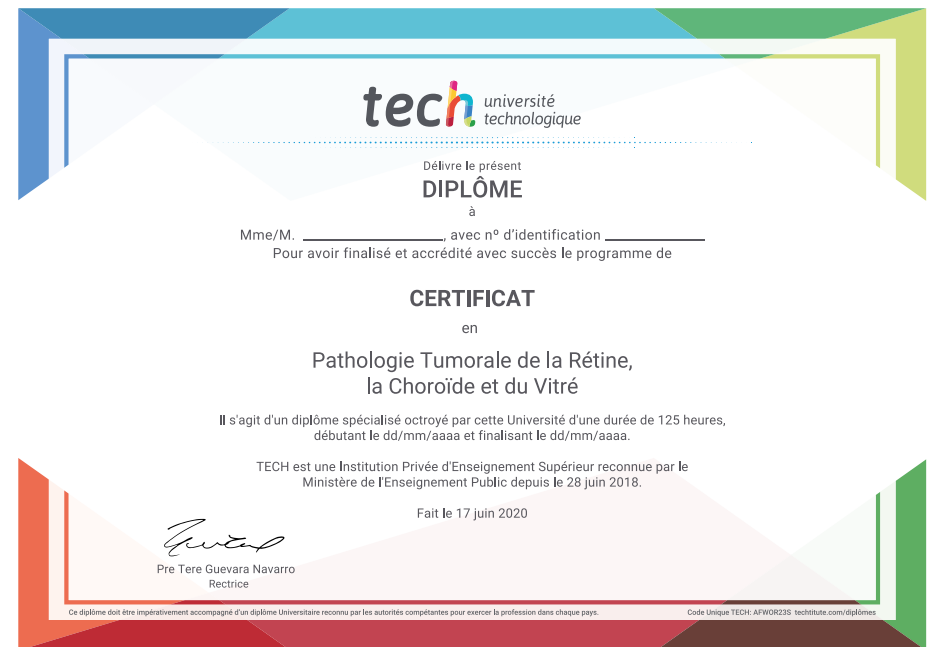 tech université
technologique
Délivre le présent
DIPLÔME
à
Mme/M. ____________________, avec nº d'identification ______________
Pour avoir finalisé et accrédité avec succès le programme de
CERTIFICAT
en
Pathologie Tumorale de la Rétine,
la Choroïde et du Vitré
Il s'agit d'un diplôme spécialisé octroyé par cette Université d'une durée de 125 heures,
débutant le dd/mm/aaaa et finalisant le dd/mm/aaaa.
TECH est une Institution Privée d'Enseignement Supérieur reconnue par le
Ministère de l'Enseignement Public depuis le 28 juin 2018.
Fait le 17 juin 2020
Pre Tere Guevara Navarro
Rectrice
Ce diplôme doit être impérativement accompagné d'un diplôme Universitaire reconnu par les autorités compétantes pour exercer la profession dans chaque pays.
Code Unique TECH: AFWOR23S techtitute.com/diplômes